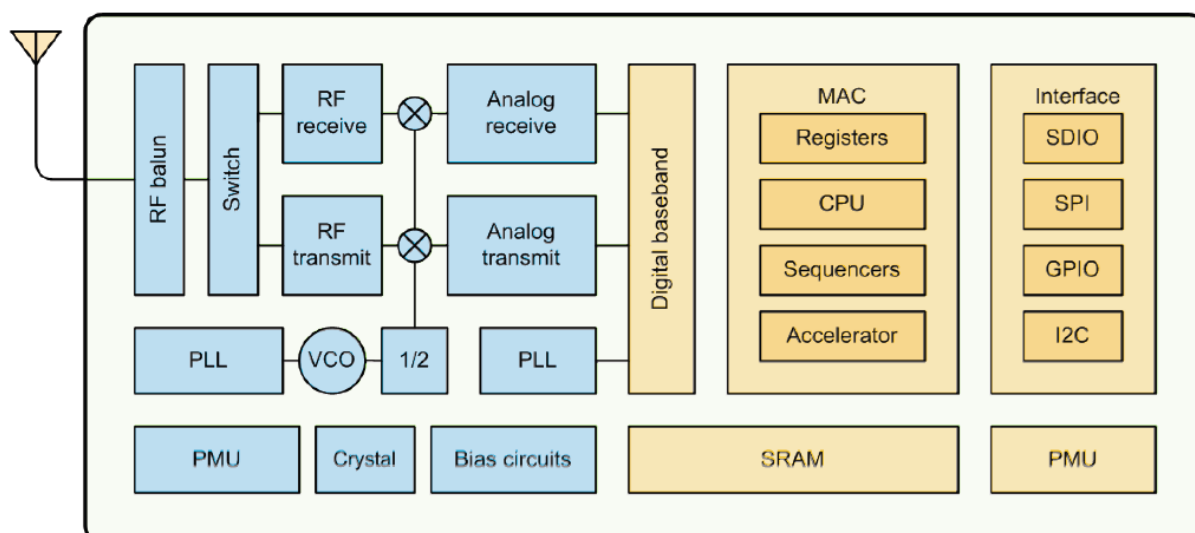 RF balun
Switch
RF
receive
Analog
receive
RF
transmit
Analog
transmit
Digital baseband
MAC
Registers
CPU
Sequencers
Accelerator
Interface
SDIO
SPI
GPIO
I2C
PLL
VCO
1/2
PLL
PMU
Crystal
Bias circuits
SRAM
PMU